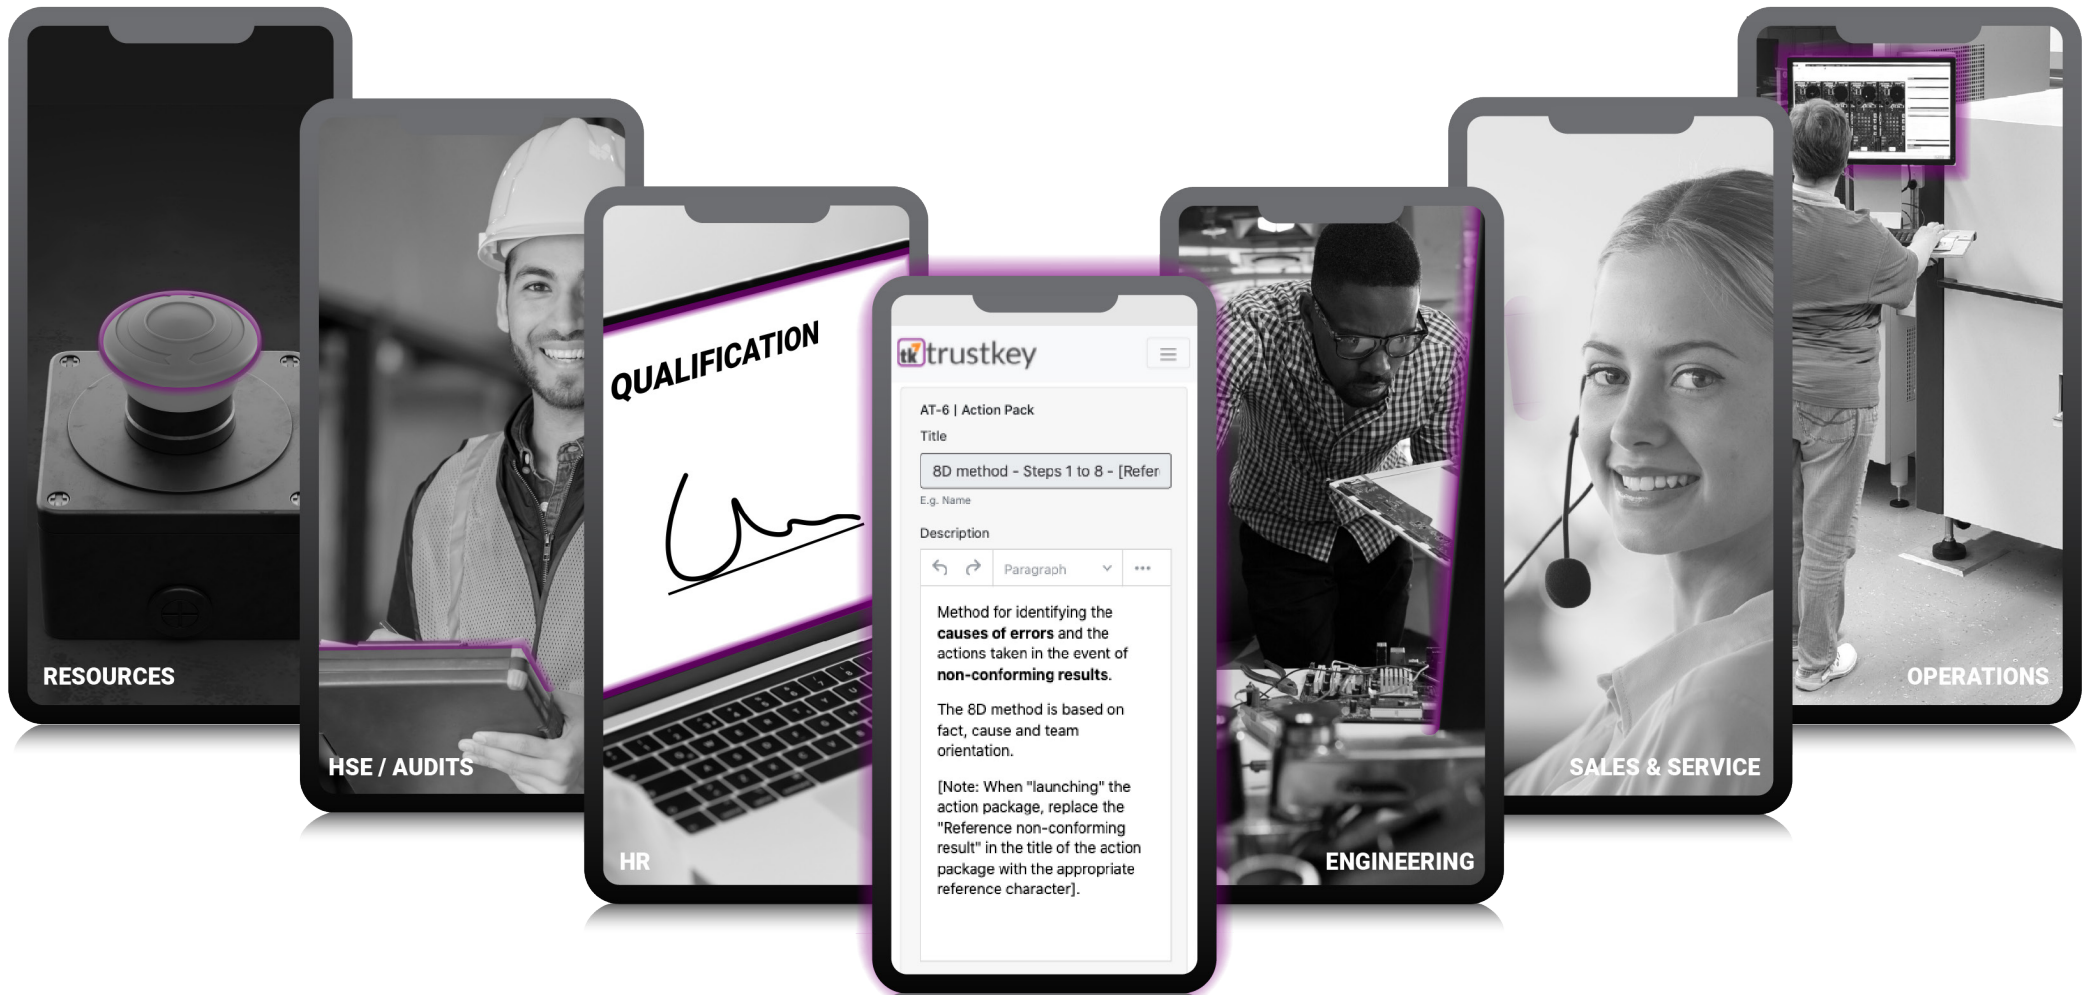 QUALIFICATION
tk7 trustkey
AT-6 | Action Pack
Title
8D method - Steps 1 to 8 - [Refer
E.g. Name
Description
Paragraph
Method for identifying the
causes of errors and the
actions taken in the event of
non-conforming results.
The 8D method is based on
fact, cause and team
orientation.
[Note: When "launching" the
action package, replace the
"Reference non-conforming
result" in the title of the action
package with the appropriate
reference character].
RESOURCES
HSE / AUDITS
HR
ENGINEERING
SALES & SERVICE
OPERATIONS